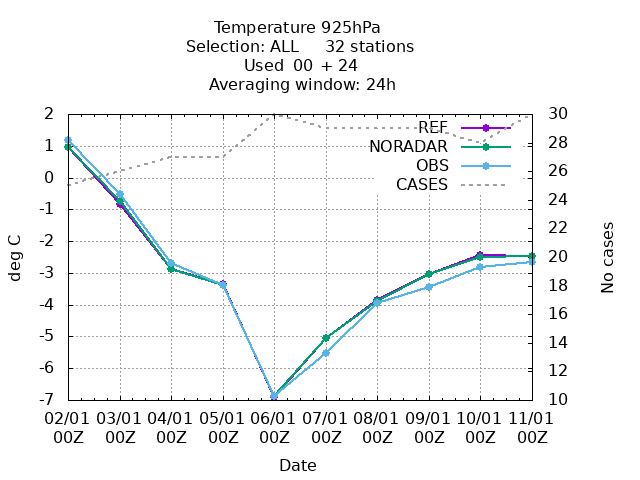 Temperature 925hPa
Selection: ALL 32 stations
Used 00 + 24
Averaging window: 24h
REF
NORADAR
OBS
CASES
2
1
0
-1
-2
-3
-4
-5
-6
-7
deg C
30
28
26
24
22
20
18
16
14
12
10
No cases
02/01 03/01 04/01 05/01 06/01 07/01 08/01 09/01 10/01 11/01
00Z 00Z 00Z 00Z 00Z 00Z 00Z 00Z 00Z 00Z
Date